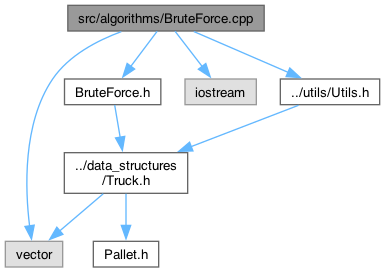 src/algorithms/BruteForce.cpp
BruteForce.h
iostream
../utils/Utils.h
../data_structures
/Truck.h
vector
Pallet.h